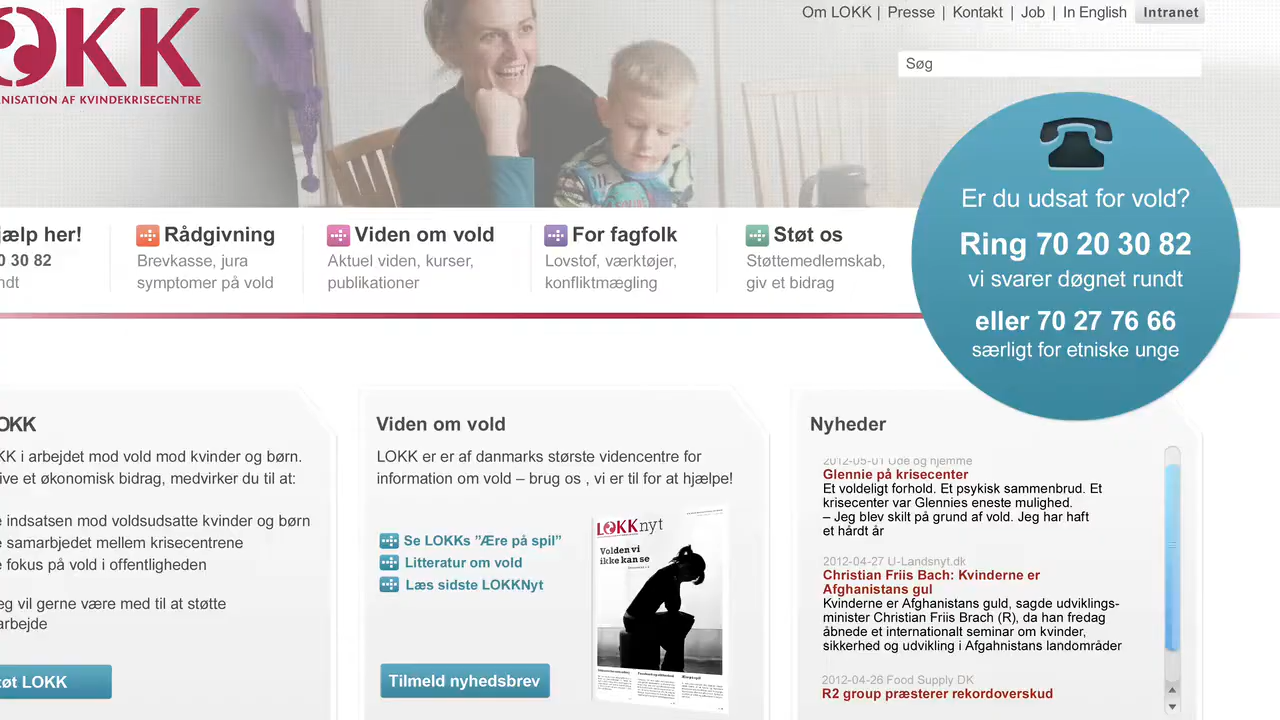 Om LOKK | Presse | Kontakt | Job | In English Intranet
OKK
NISATION AF KVINDEKRISECENTRE
Søg
Er du udsat for vold?
Ring 70 20 30 82
vi svarer døgnet rundt
eller 70 27 76 66
særligt for etniske unge
jælp her!
0 30 82
ndt
Rådgivning
Brevkasse, jura
symptomer på vold
Viden om vold
Aktuel viden, kurser,
publikationer
For fagfolk
Lovstof, værktøjer,
konfliktmægling
Støt os
Støttemedlemskab,
giv et bidrag
OKK
KK i arbejdet mod vold mod kvinder og børn.
ive et økonomisk bidrag, medvirker du til at:
e indsatsen mod voldsudsatte kvinder og børn
e samarbejdet mellem krisecentrene
e fokus på vold i offentligheden
eg vil gerne være med til at støtte
arbejde
tøt LOKK
Viden om vold
LOKK er er af danmarks største videncentre for
information om vold – brug os , vi er til for at hjælpe!
Se LOKKs ”Ære på spil”
Litteratur om vold
Læs sidste LOKKNyt
Tilmeld nyhedsbrev
LOKKnyt
Volden vi
ikke kan se
Nyheder
2012-05-01 Ude og hjemme
Glennie på krisecenter
Et voldeligt forhold. Et psykisk sammenbrud. Et
krisecenter var Glennies eneste mulighed.
– Jeg blev skilt på grund af vold. Jeg har haft
et hårdt år
2012-04-27 U-Landsnyt.dk
Christian Friis Bach: Kvinderne er
Afghanistans gul
Kvinderne er Afghanistans guld, sagde udviklings-
minister Christian Friis Brach (R), da han fredag
åbnede et internationalt seminar om kvinder,
sikkerhed og udvikling i Afgahnistans landområder
2012-04-26 Food Supply DK
R2 group præsterer rekordoverskud